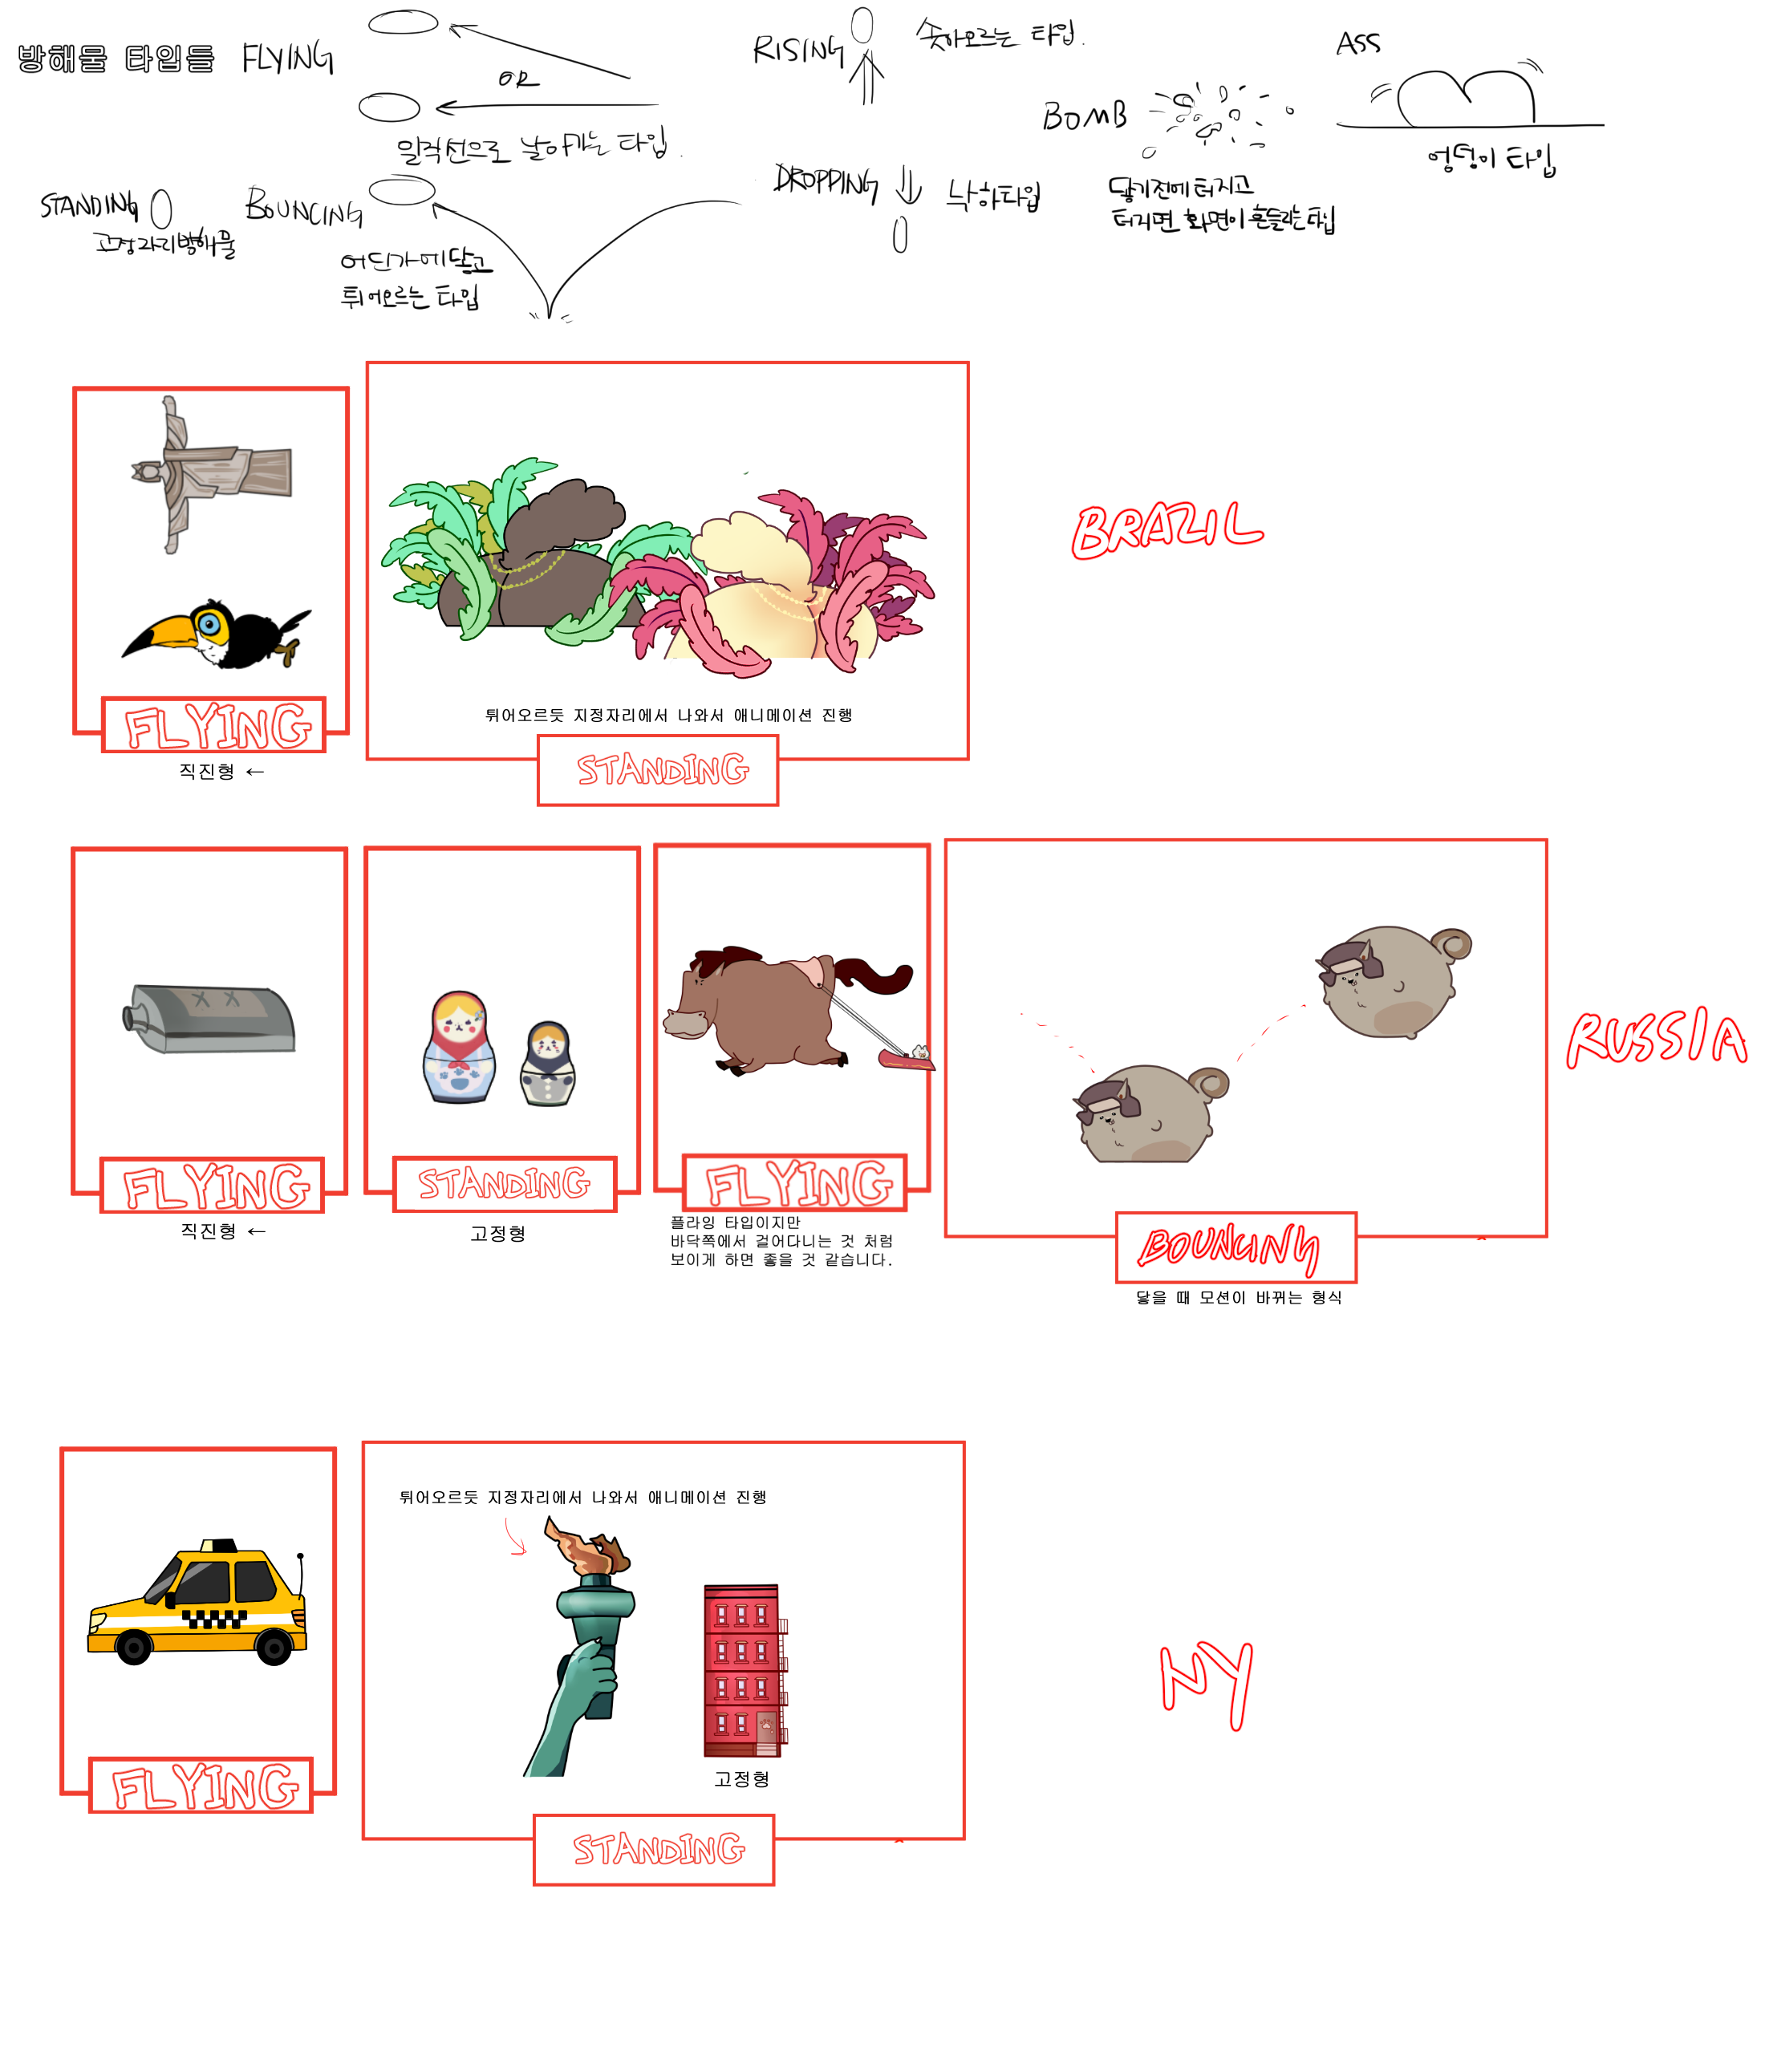 방해물 타입들
FLYING
OR
일직선으로 날아가는 타입.
RISING
솟아오르는 타입.
ASS
엉덩이 타입
BOMB
닿기전에 터지고
터지면 화면이 흔들리는 타입
STANDING
고정자리방해물
BOUNCING
어딘가에 닿고
튀어오르는 타입
DROPPING
낙하타입
BRAZIL
FLYING
직진형 ←
튀어오르듯 지정자리에서 나와서 애니메이션 진행
STANDING
RUSSIA
FLYING
직진형 ←
STANDING
고정형
FLYING
플라잉 타입이지만
바닥쪽에서 걸어다니는 것 처럼
보이게 하면 좋을 것 같습니다.
BOUNCING
닿을 때 모션이 바뀌는 형식
NY
FLYING
튀어오르듯 지정자리에서 나와서 애니메이션 진행
고정형
STANDING